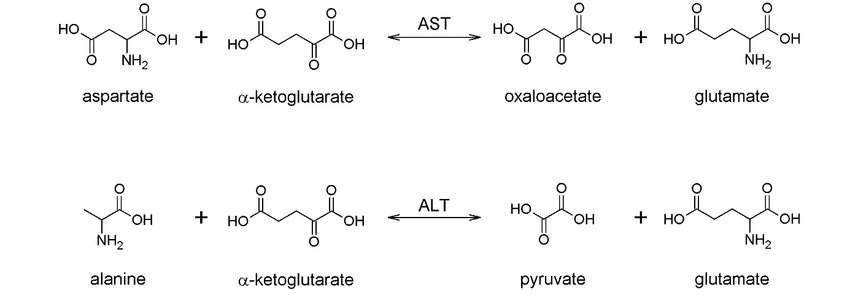 O O O O AST O O O
HO OH + HO OH HO OH + HO OH
O NH2 O O O NH2
aspartate α-ketoglutarate oxaloacetate glutamate
O O O ALT O O O
OH + HO OH HO OH + HO OH
NH2 O O NH2
alanine α-ketoglutarate pyruvate glutamate